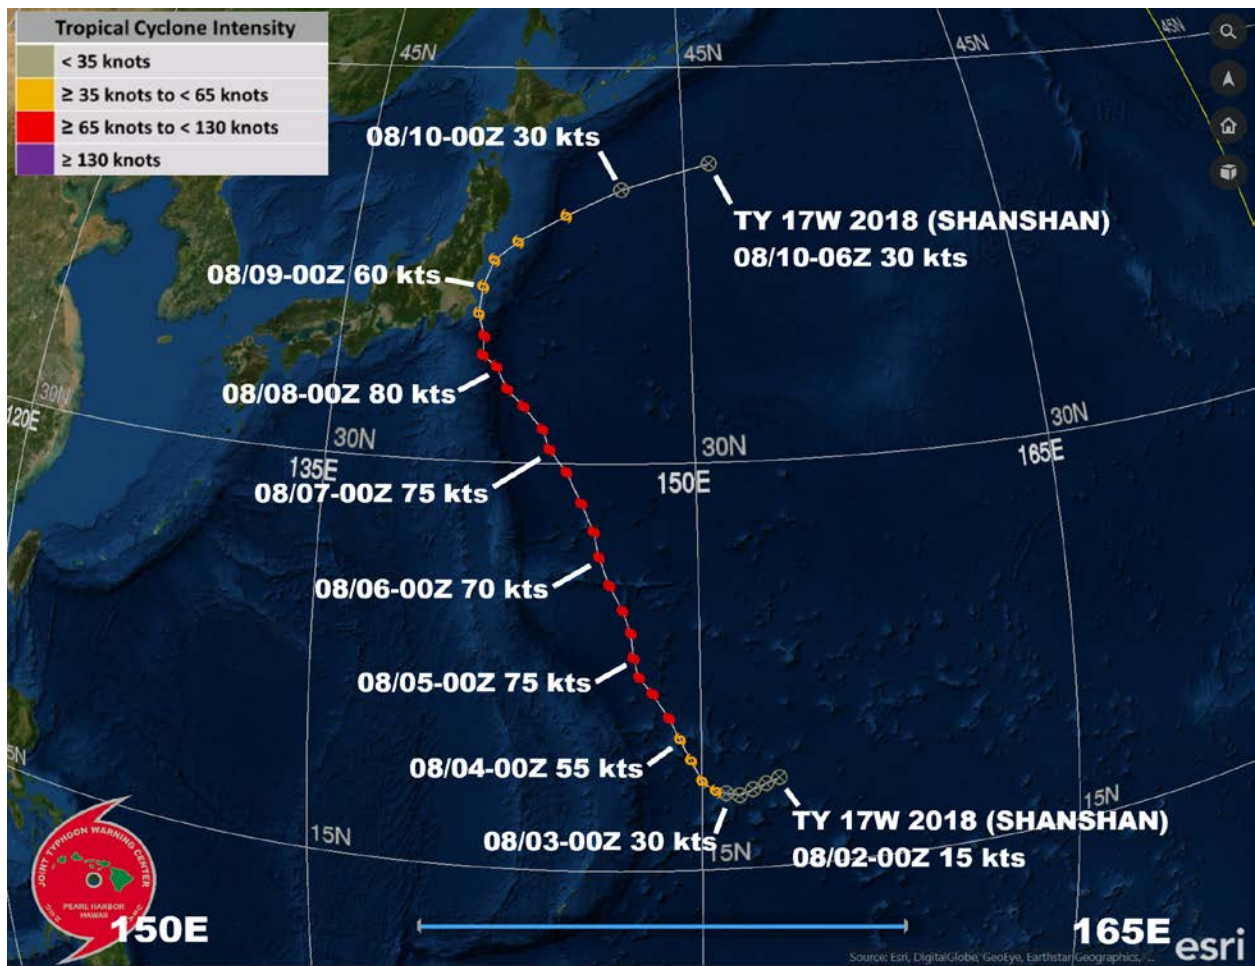 Tropical Cyclone Intensity
< 35 knots
≥ 35 knots to < 65 knots
≥ 65 knots to < 130 knots
≥ 130 knots
45N
45N
45N
45N
08/10-00Z 30 kts
TY 17W 2018 (SHANSHAN)
08/10-06Z 30 kts
08/09-00Z 60 kts
08/08-00Z 80 kts
30N
120E
30N
135E
30N
150E
30N
165E
08/07-00Z 75 kts
08/06-00Z 70 kts
08/05-00Z 75 kts
08/04-00Z 55 kts
15N
15N
08/03-00Z 30 kts
15N
TY 17W 2018 (SHANSHAN)
08/02-00Z 15 kts
JOINT TYPHOON WARNING CENTER
PEARL HARBOR
HAWAII
150E
165E
esri
Source: Esri, DigitalGlobe, GeoEye, Earthstar Geographics, ...